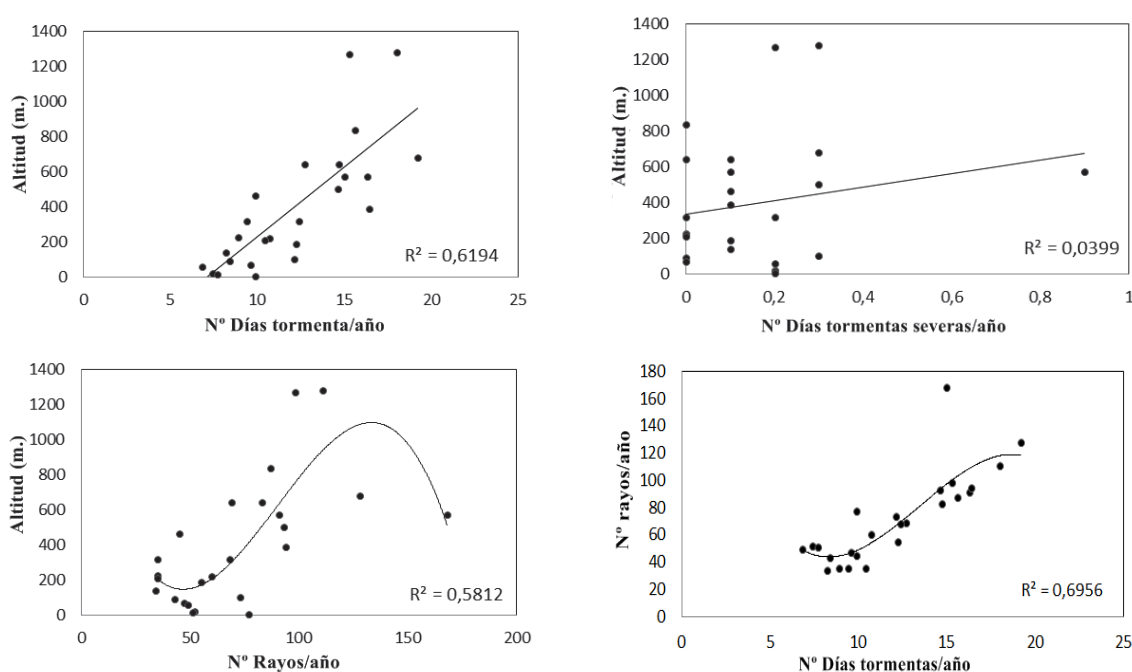 1400
1200
1000
800
600
400
200
0
Altitud (m.)
R² = 0,6194
0 5 10 15 20 25
Nº Días tormenta/año
1400
1200
1000
800
600
400
200
0
Altitud (m.)
R² = 0,0399
0 0,2 0,4 0,6 0,8 1
Nº Días tormentas severas/año
1400
1200
1000
800
600
400
200
0
Altitud (m.)
R² = 0,5812
0 50 100 150 200
Nº Rayos/año
180
160
140
120
100
80
60
40
20
0
Nº rayos/año
R² = 0,6956
0 5 10 15 20 25
Nº Días tormentas/año